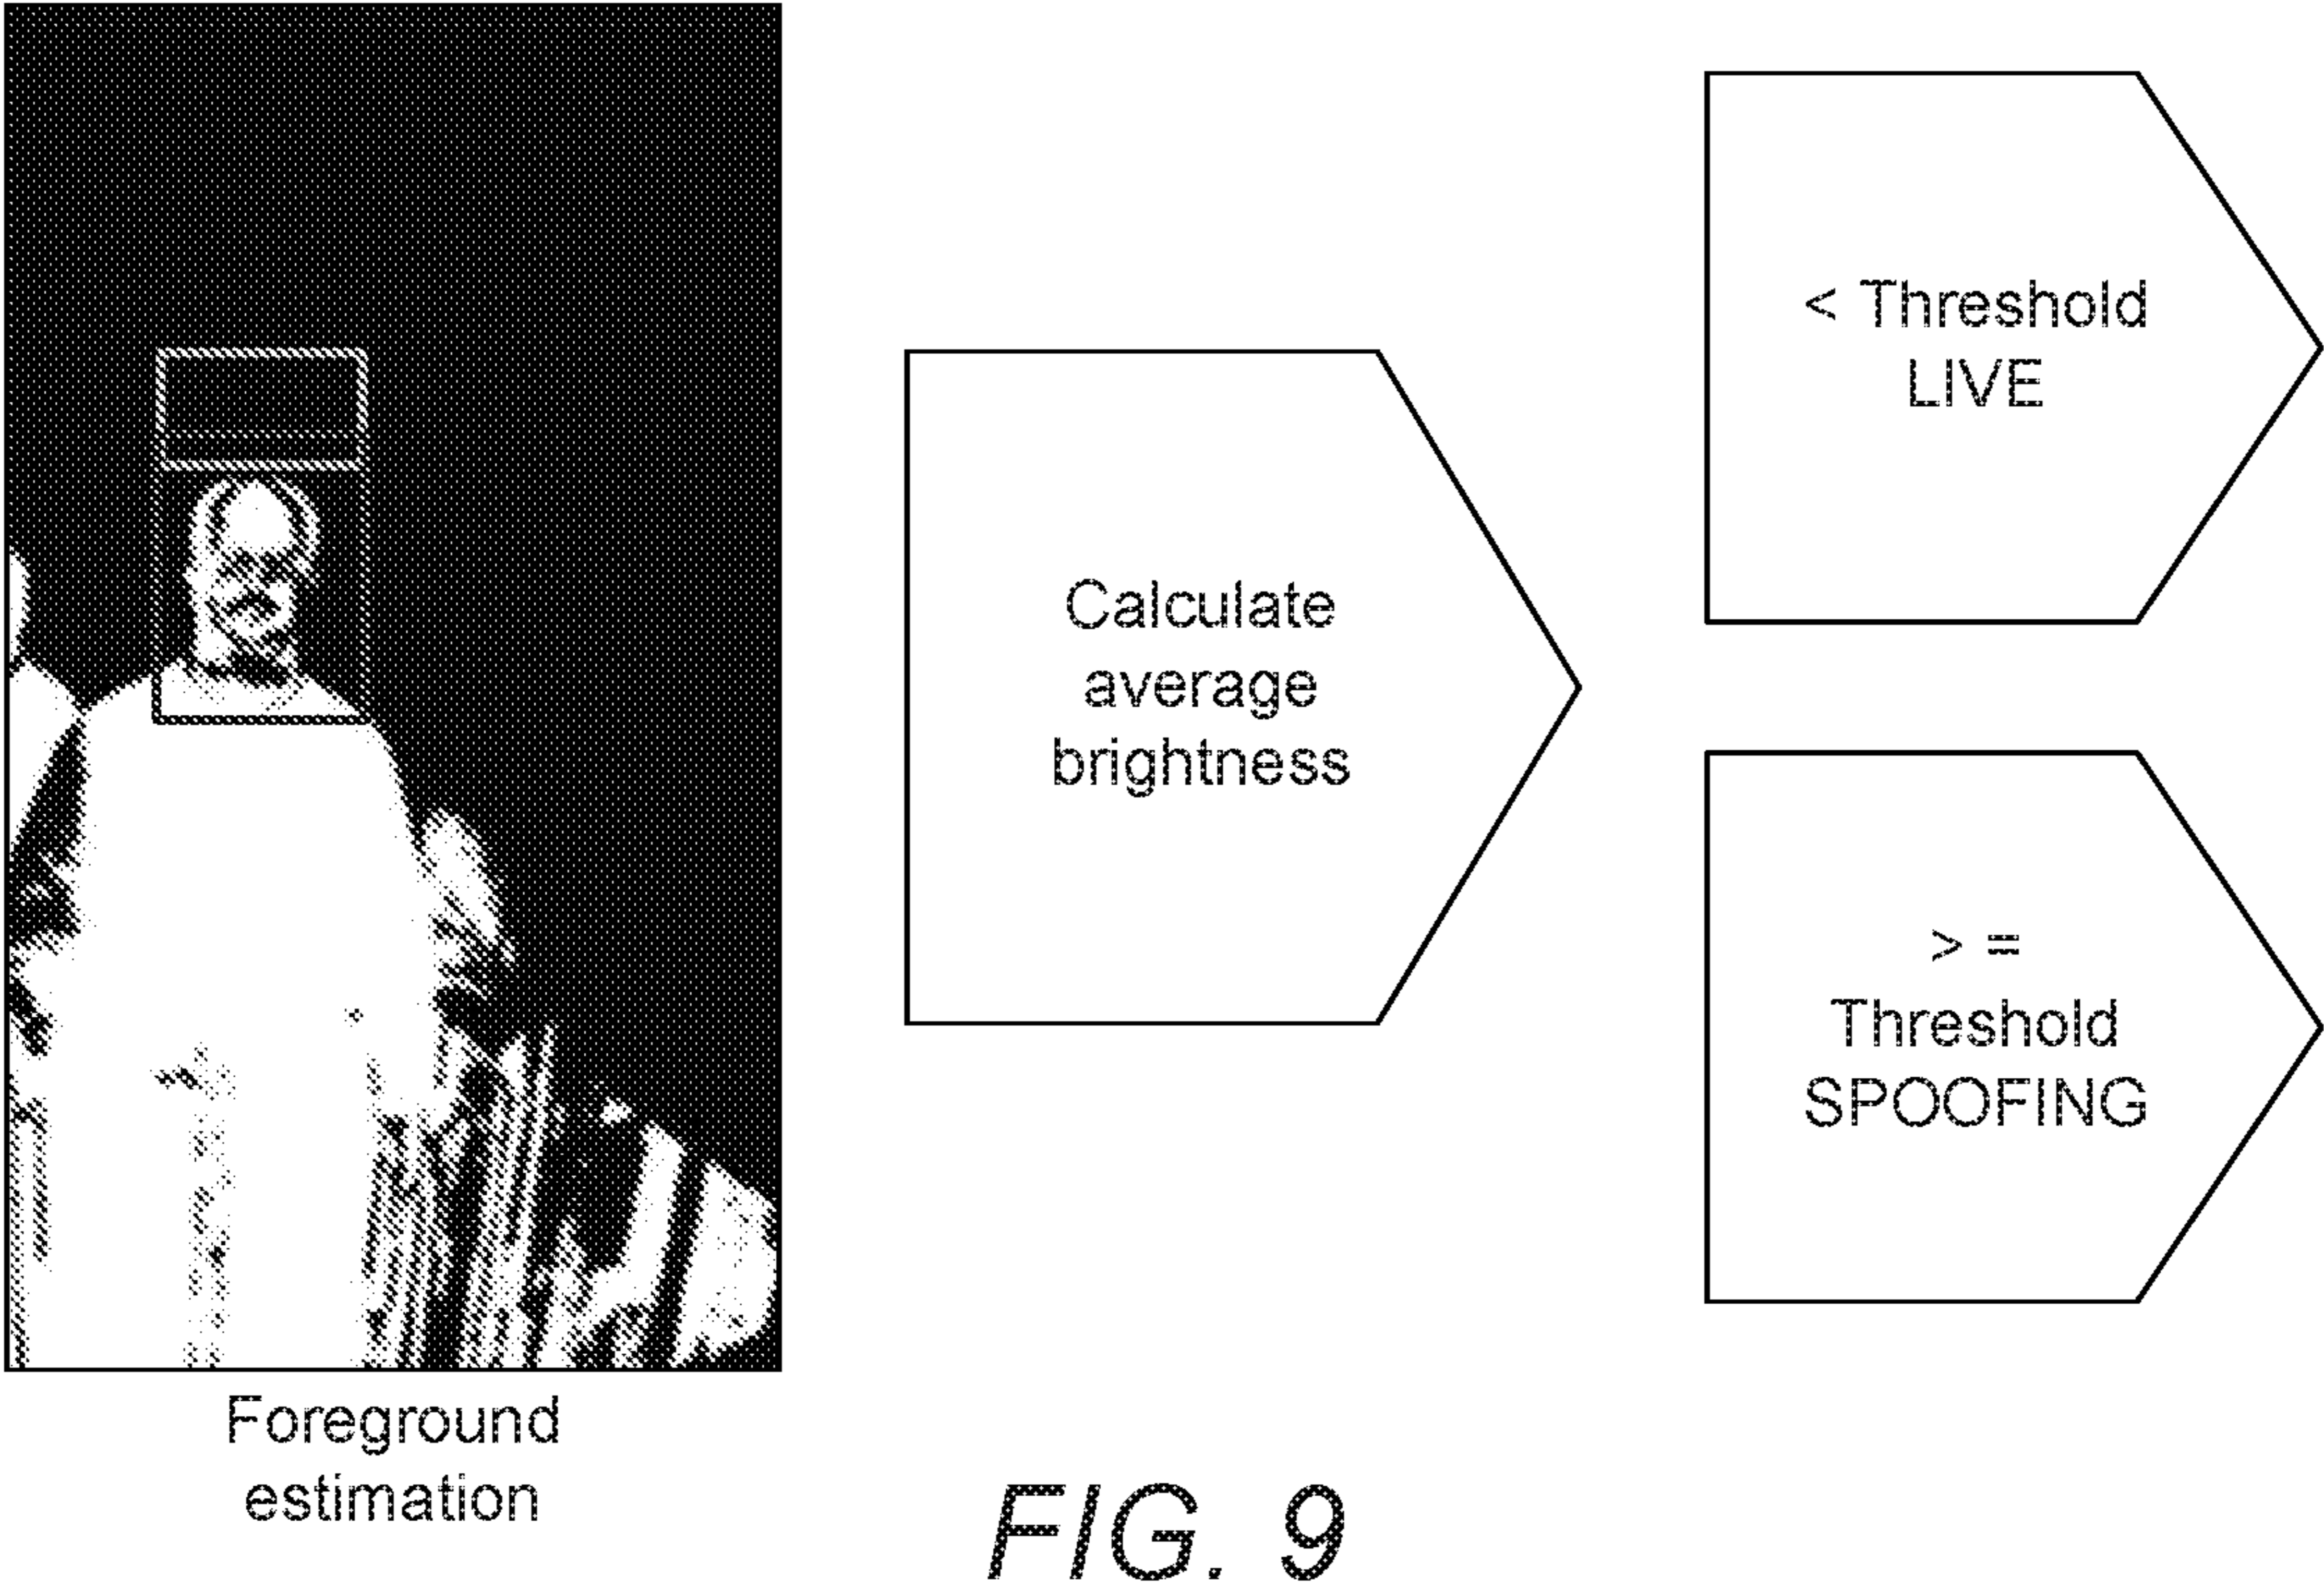 Foreground
estimation
Calculate
average
brightness
< Threshold
LIVE
> =
Threshold
SPOOFING
FIG. 9